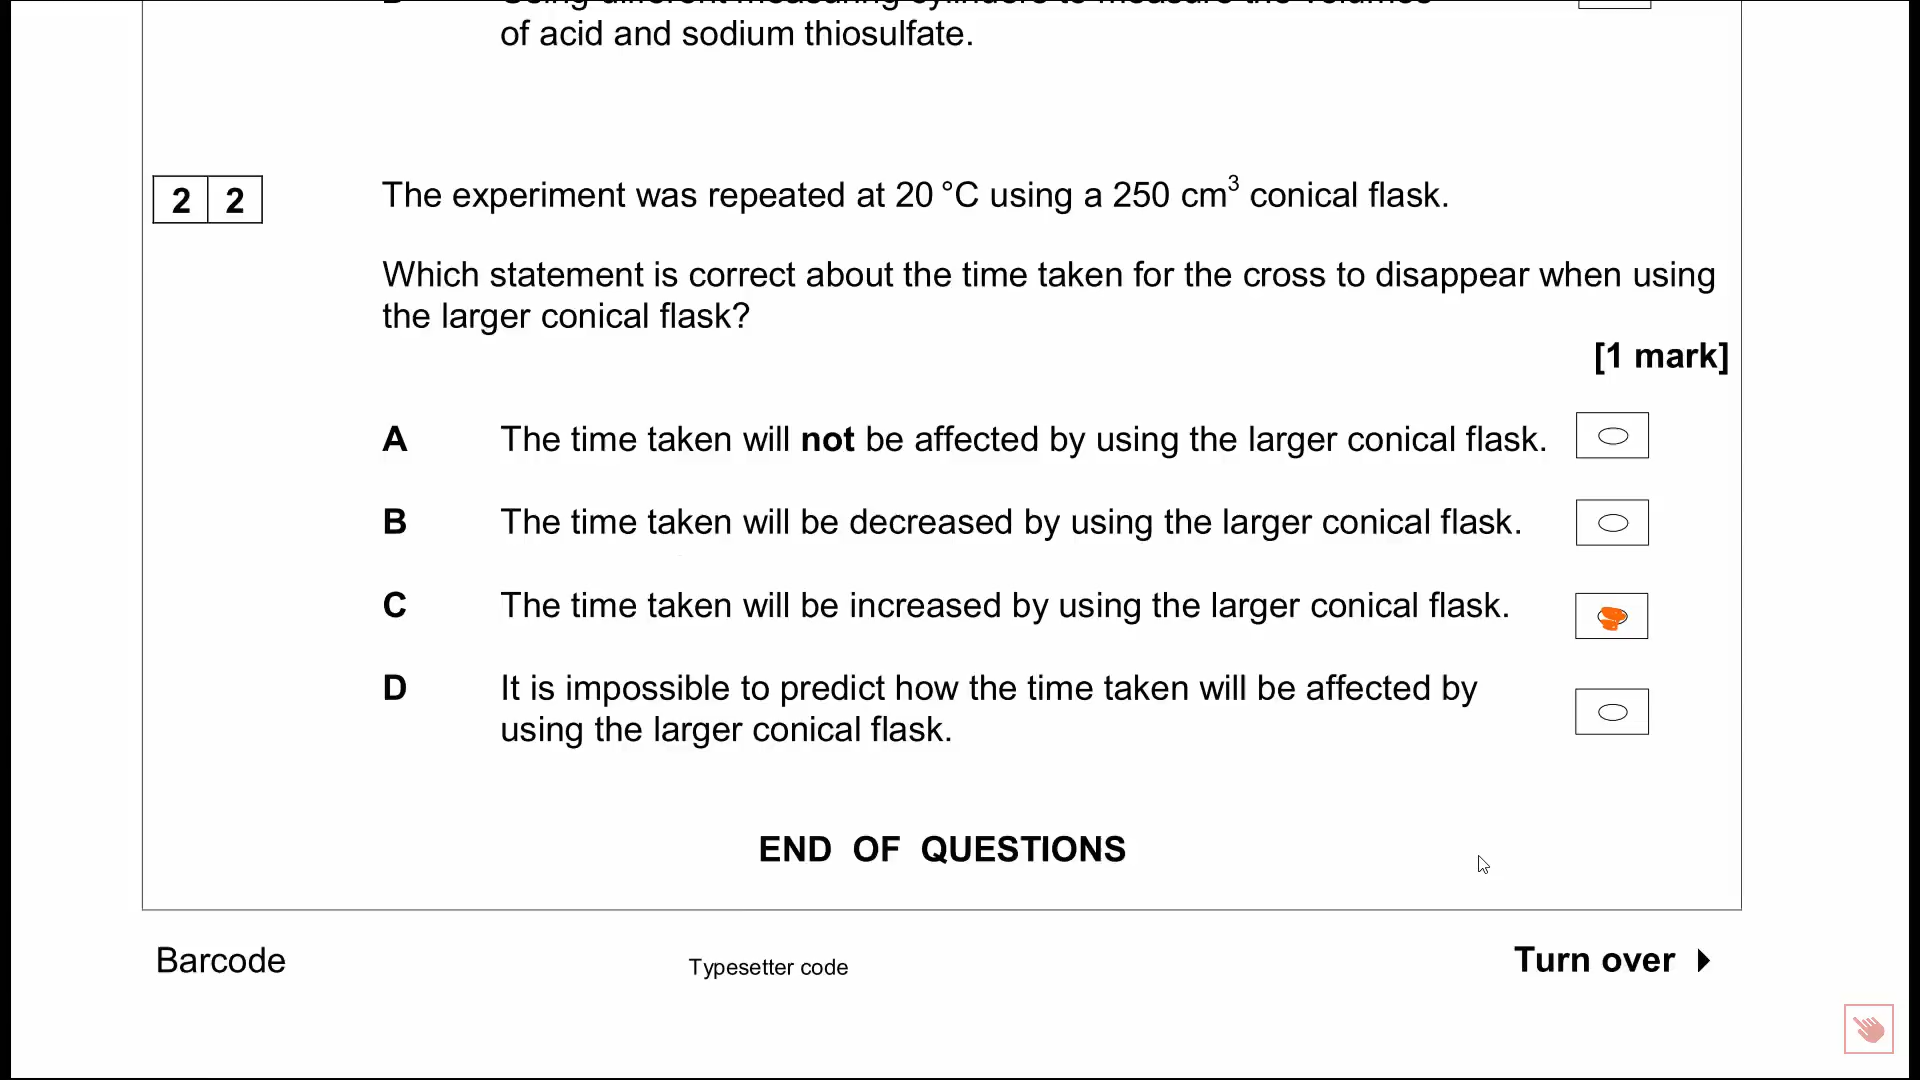 of acid and sodium thiosulfate.
2 2
The experiment was repeated at 20 °C using a 250 cm³ conical flask.
Which statement is correct about the time taken for the cross to disappear when using
the larger conical flask?
[1 mark]
A The time taken will not be affected by using the larger conical flask.
B The time taken will be decreased by using the larger conical flask.
C The time taken will be increased by using the larger conical flask.
D It is impossible to predict how the time taken will be affected by
using the larger conical flask.
END OF QUESTIONS
Barcode
Typesetter code
Turn over